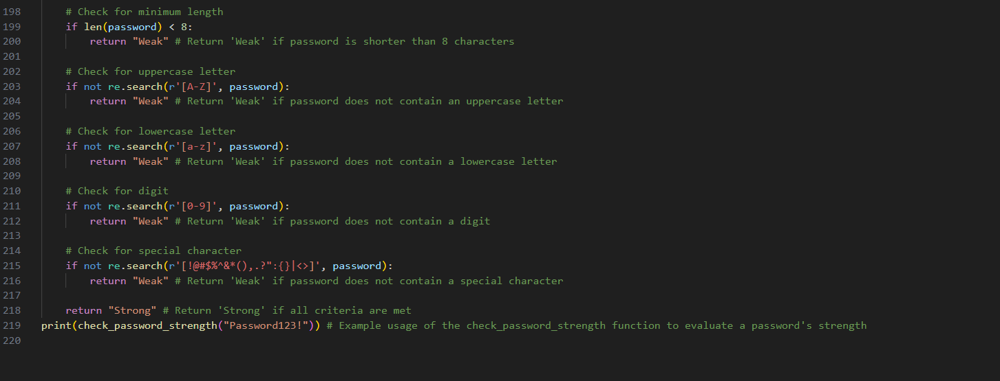 198 # Check for minimum length
199 if len(password) < 8:
200 return "Weak" # Return 'Weak' if password is shorter than 8 characters
201
202 # Check for uppercase letter
203 if not re.search(r'[A-Z]', password):
204 return "Weak" # Return 'Weak' if password does not contain an uppercase letter
205
206 # Check for lowercase letter
207 if not re.search(r'[a-z]', password):
208 return "Weak" # Return 'Weak' if password does not contain a lowercase letter
209
210 # Check for digit
211 if not re.search(r'[0-9]', password):
212 return "Weak" # Return 'Weak' if password does not contain a digit
213
214 # Check for special character
215 if not re.search(r'[!@#$%^&*(),.?":{}|<>]', password):
216 return "Weak" # Return 'Weak' if password does not contain a special character
217
218 return "Strong" # Return 'Strong' if all criteria are met
219 print(check_password_strength("Password123!")) # Example usage of the check_password_strength function to evaluate a password's strength
220